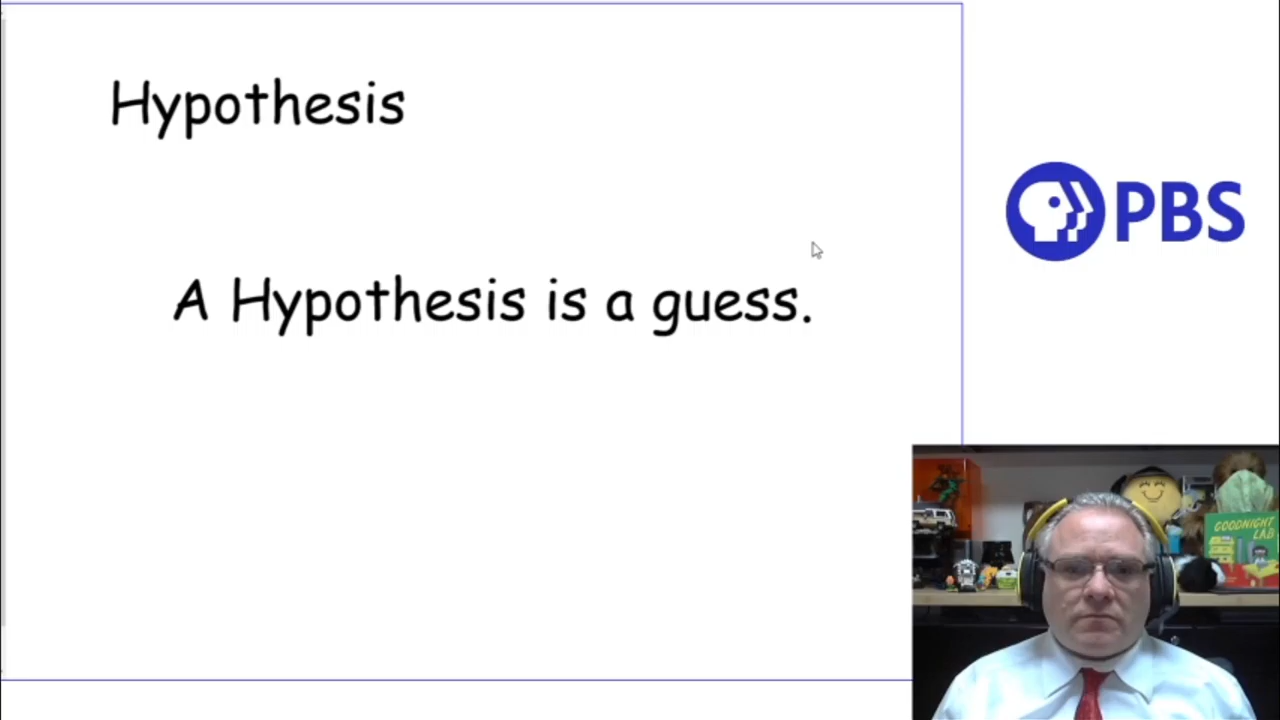 Hypothesis
A Hypothesis is a guess.
PBS
GOODNIGHT
LAB